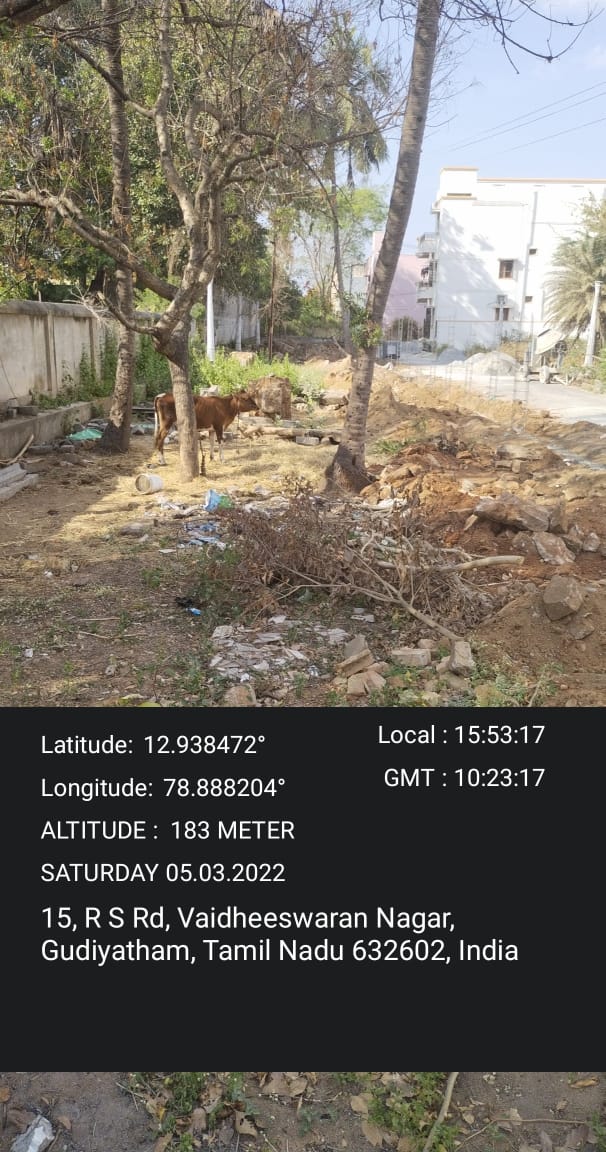 Latitude: 12.938472°
Longitude: 78.888204°
ALTITUDE : 183 METER
SATURDAY 05.03.2022
Local : 15:53:17
GMT : 10:23:17
15, R S Rd, Vaidheeswaran Nagar,
Gudiyatham, Tamil Nadu 632602, India